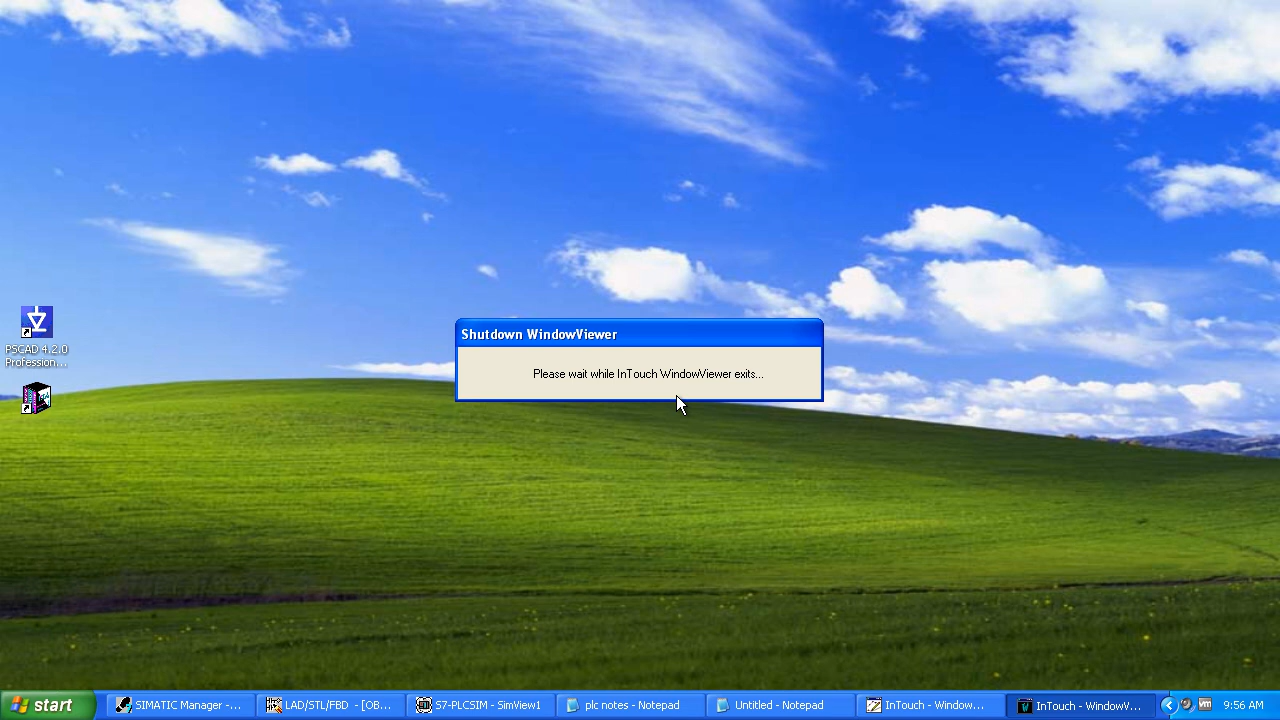 PSCAD 4.2.0
Profession...
Shutdown WindowViewer
Please wait while InTouch WindowViewer exits...
start
SIMATIC Manager -...
LAD/STL/FBD - [OB...
S7-PLCSIM - SimView1
plc notes - Notepad
Untitled - Notepad
InTouch - Window...
InTouch - WindowV...
9:56 AM